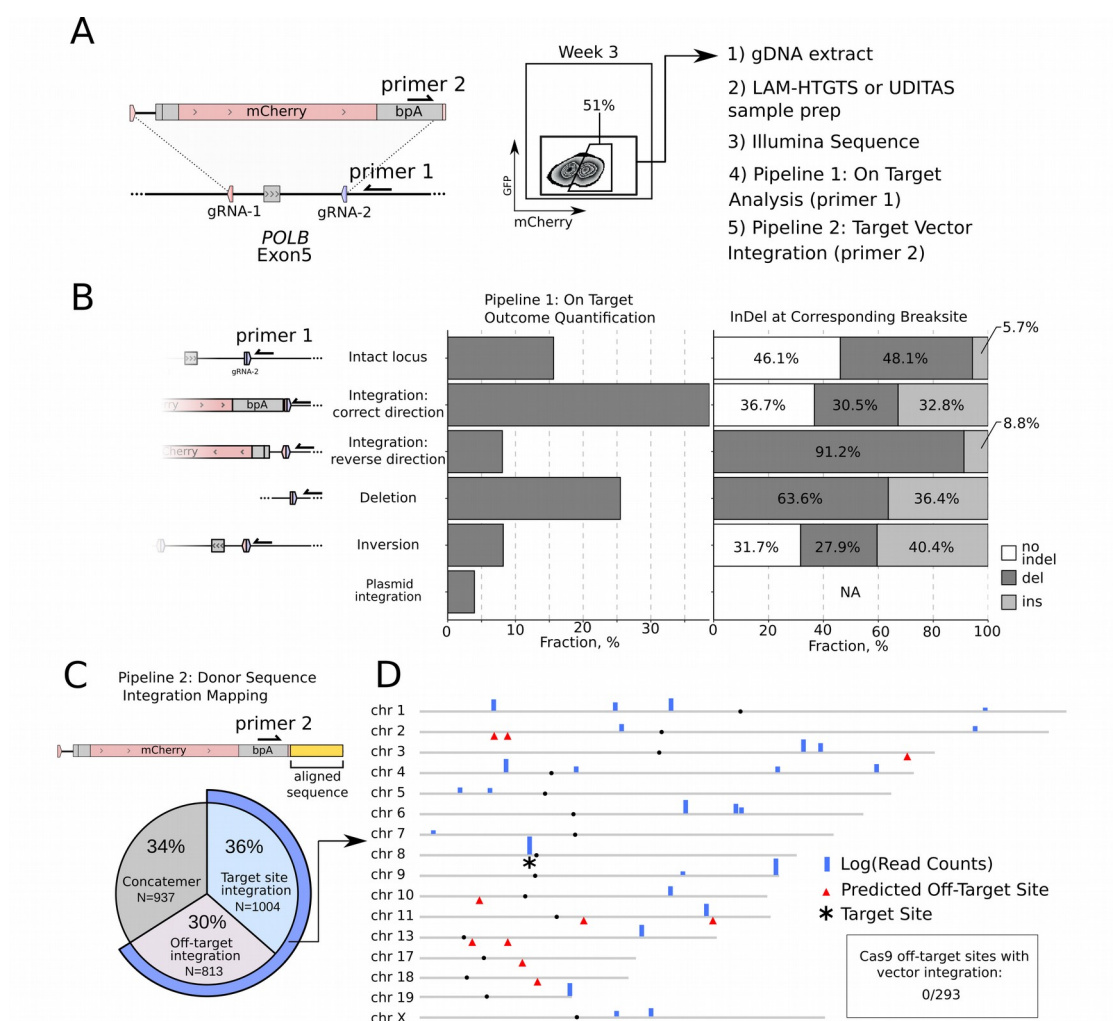 A
primer 2
mCherry
bpA
primer 1
gRNA-1
gRNA-2
POLB
Exon5
Week 3
51%
GFP
mCherry
1) gDNA extract
2) LAM-HTGTS or UDITAS
sample prep
3) Illumina Sequence
4) Pipeline 1: On Target
Analysis (primer 1)
5) Pipeline 2: Target Vector
Integration (primer 2)
B
Pipeline 1: On Target
Outcome Quantification
InDel at Corresponding Breaksite
primer 1
gRNA-2
Intact locus
46.1%
48.1%
5.7%
rry
bpA
Integration:
correct direction
36.7%
30.5%
32.8%
Cherry
Integration:
reverse direction
91.2%
8.8%
Deletion
63.6%
36.4%
Inversion
31.7%
27.9%
40.4%
Plasmid
integration
NA
no
indel
del
ins
0
10
20
30
Fraction, %
0
20
40
60
80
100
Fraction, %
C
Pipeline 2: Donor Sequence
Integration Mapping
primer 2
mCherry
bpA
aligned
sequence
34%
Concatemer
N=937
36%
Target site
integration
N=1004
30%
Off-target
integration
N=813
D
chr 1
chr 2
chr 3
chr 4
chr 5
chr 6
chr 7
chr 8
chr 9
chr 10
chr 11
chr 13
chr 17
chr 18
chr 19
chr X
Log(Read Counts)
Predicted Off-Target Site
Target Site
Cas9 off-target sites with
vector integration:
0/293